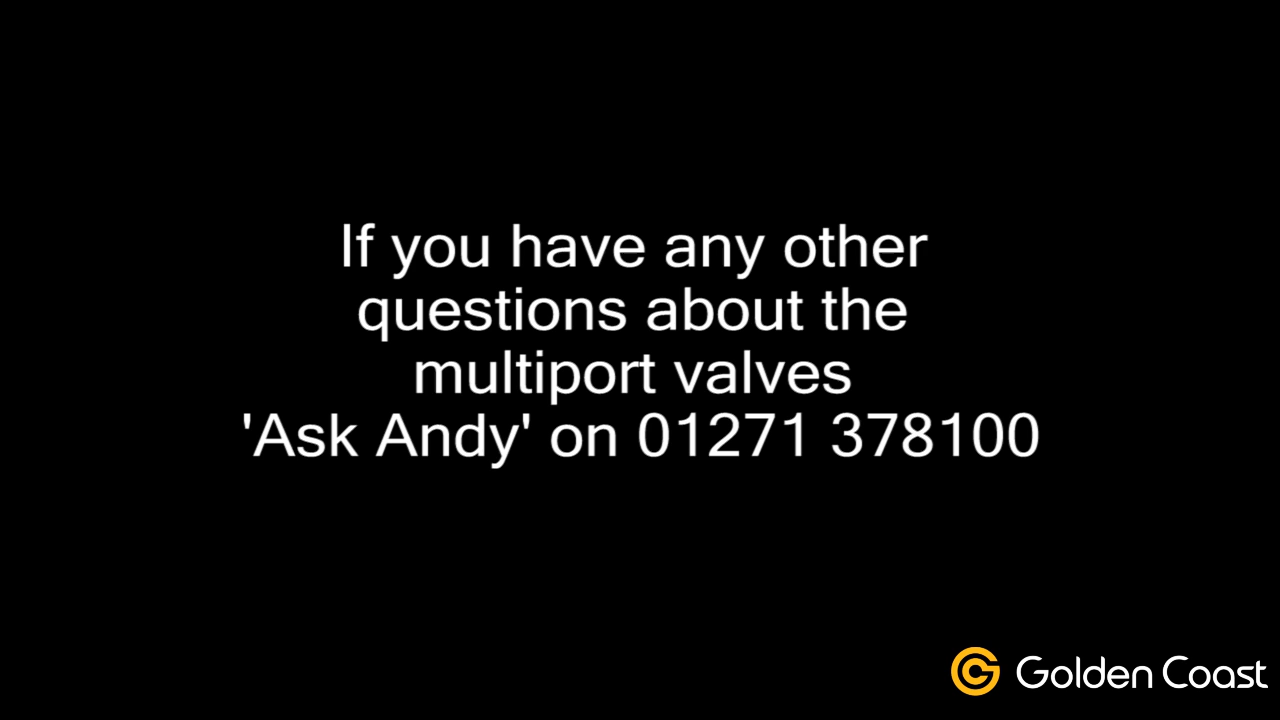 If you have any other
questions about the
multiport valves
'Ask Andy' on 01271 378100
Golden Coast